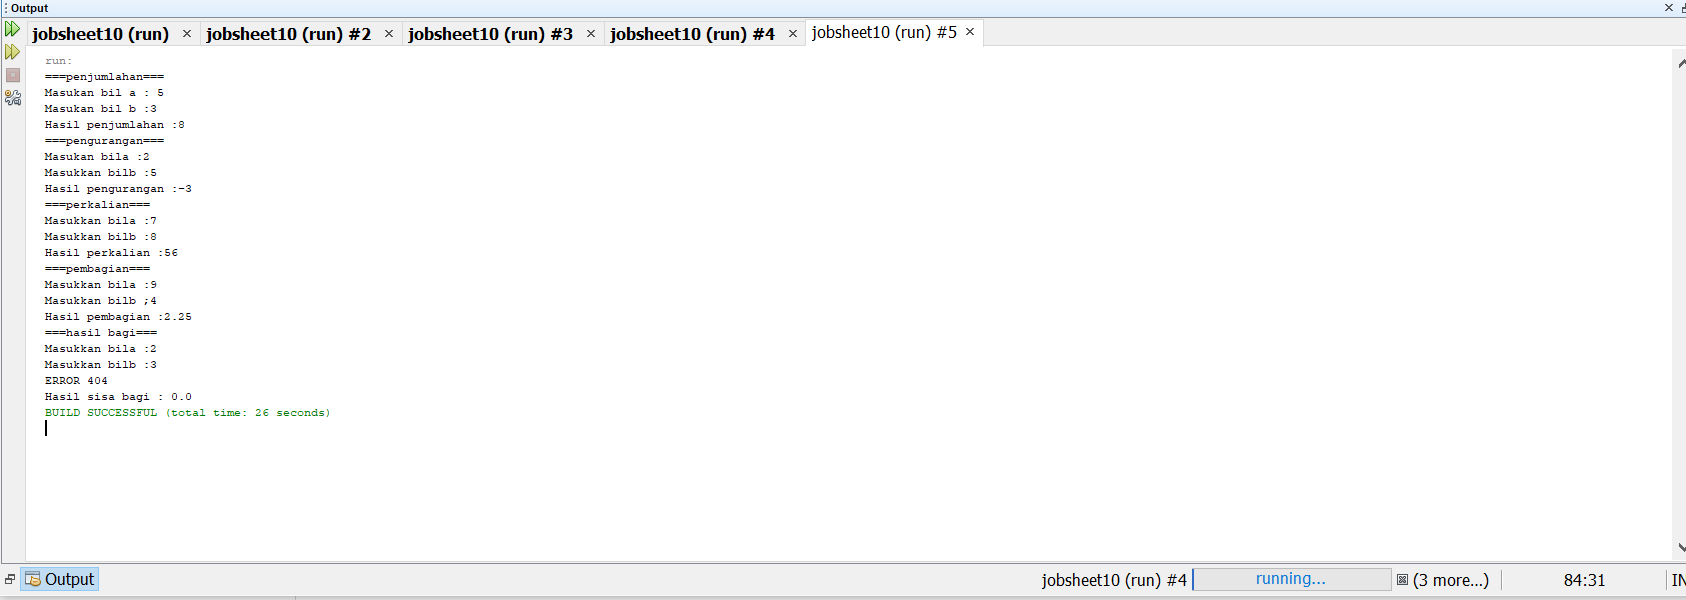 Output
jobsheet10 (run) × jobsheet10 (run) #2 × jobsheet10 (run) #3 × jobsheet10 (run) #4 × jobsheet10 (run) #5 ×
run:
===penjumlahan===
Masukan bil a : 5
Masukan bil b :3
Hasil penjumlahan :8
===pengurangan===
Masukan bila :2
Masukkan bilb :5
Hasil pengurangan :-3
===perkalian===
Masukkan bila :7
Masukkan bilb :8
Hasil perkalian :56
===pembagian===
Masukkan bila :9
Masukkan bilb ;4
Hasil pembagian :2.25
===hasil bagi===
Masukkan bila :2
Masukkan bilb :3
ERROR 404
Hasil sisa bagi : 0.0
BUILD SUCCESSFUL (total time: 26 seconds)
Output jobsheet10 (run) #4 running... (3 more...) 84:31 IN